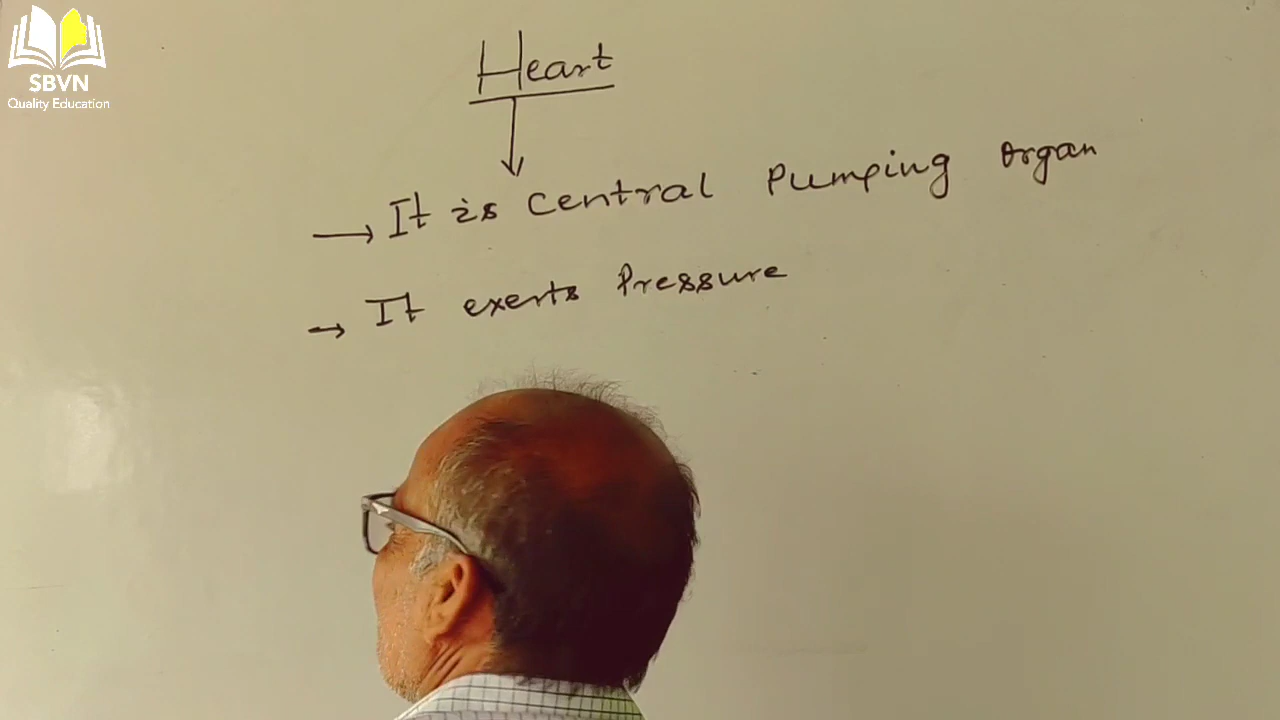 SBVN
Quality Education
Heart
→ It is central pumping organ
→ It exerts Pressure